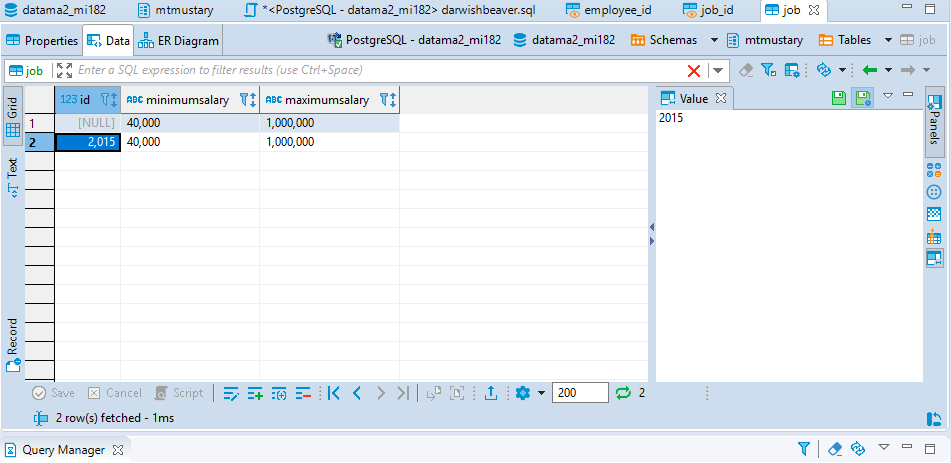 datama2_mi182 mtmustary *<PostgreSQL - datama2_mi182> darwishbeaver.sql employee_id job_id job
Properties Data ER Diagram PostgreSQL - datama2_mi182 datama2_mi182 Schemas mtmustary Tables job
job Enter a SQL expression to filter results (use Ctrl+Space)
Grid
Text
Record
123 id ABC minimumsalary ABC maximumsalary
1 [NULL] 40,000 1,000,000
2 2,015 40,000 1,000,000
Value
2015
Panels
Save Cancel Script 200 2
2 row(s) fetched - 1ms
Query Manager